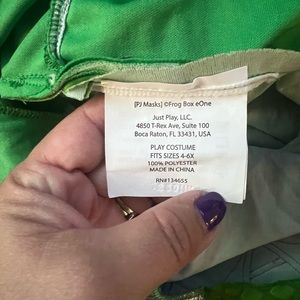 [PJ Masks] ©Frog Box eOne
Just Play, LLC.
4850 T-Rex Ave, Suite 100
Boca Raton, FL 33431, USA
PLAY COSTUME
FITS SIZES 4-6X
100% POLYESTER
MADE IN CHINA
RN#134655